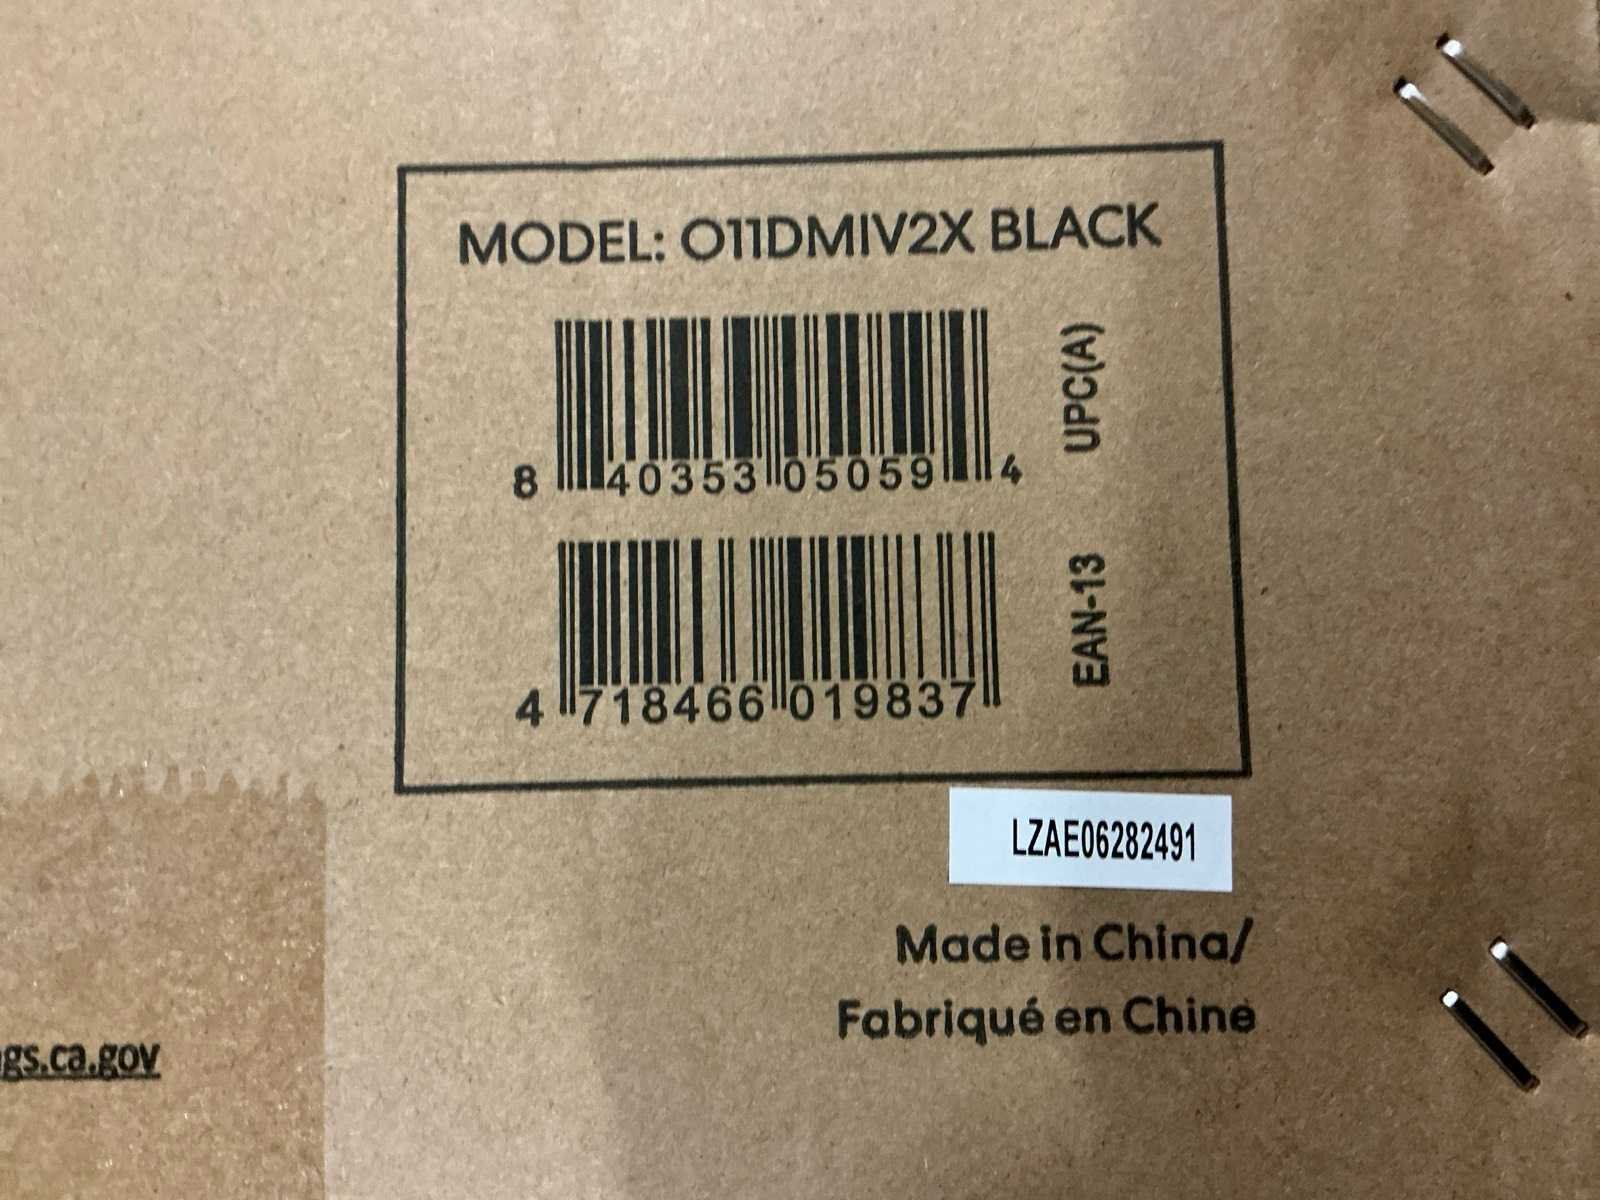 MODEL: O11DMIV2X BLACK
UPC(A)
8 40353 05059 4
EAN-13
4 718466 019837
LZAE06282491
Made in China/
Fabriqué en Chine
gs.ca.gov